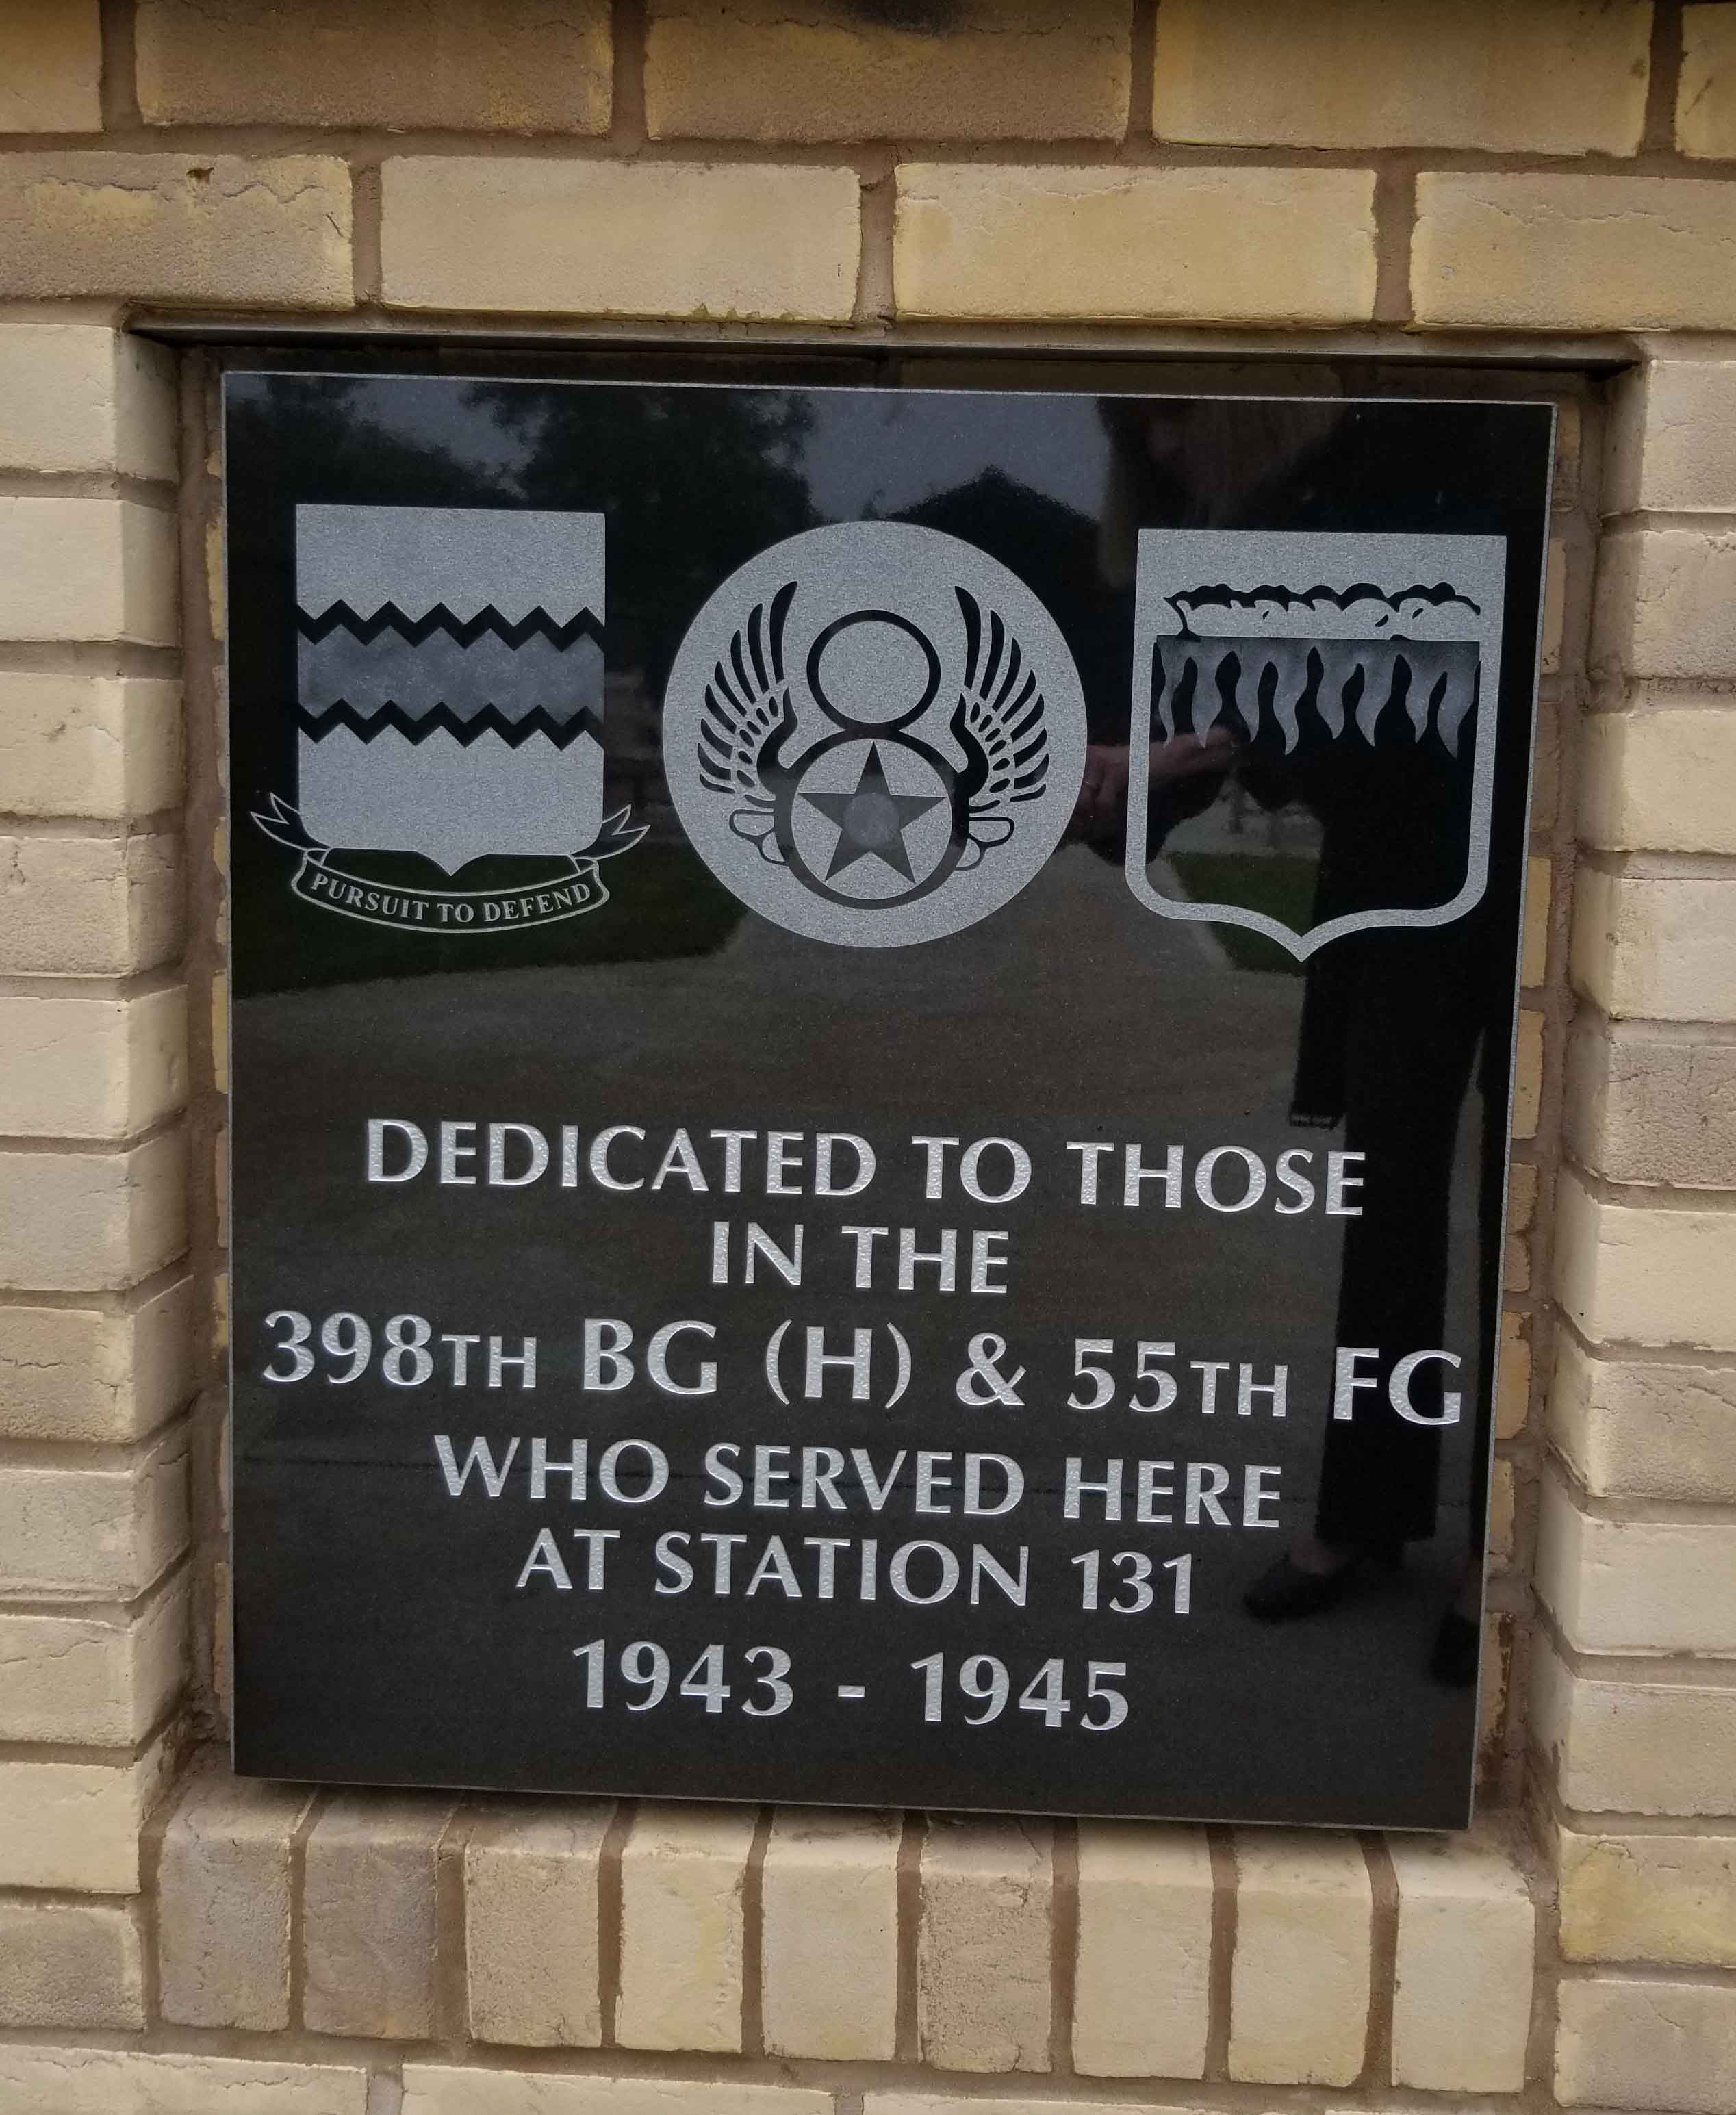 PURSUIT TO DEFEND
DEDICATED TO THOSE
IN THE
398TH BG (H) & 55TH FG
WHO SERVED HERE
AT STATION 131
1943 - 1945